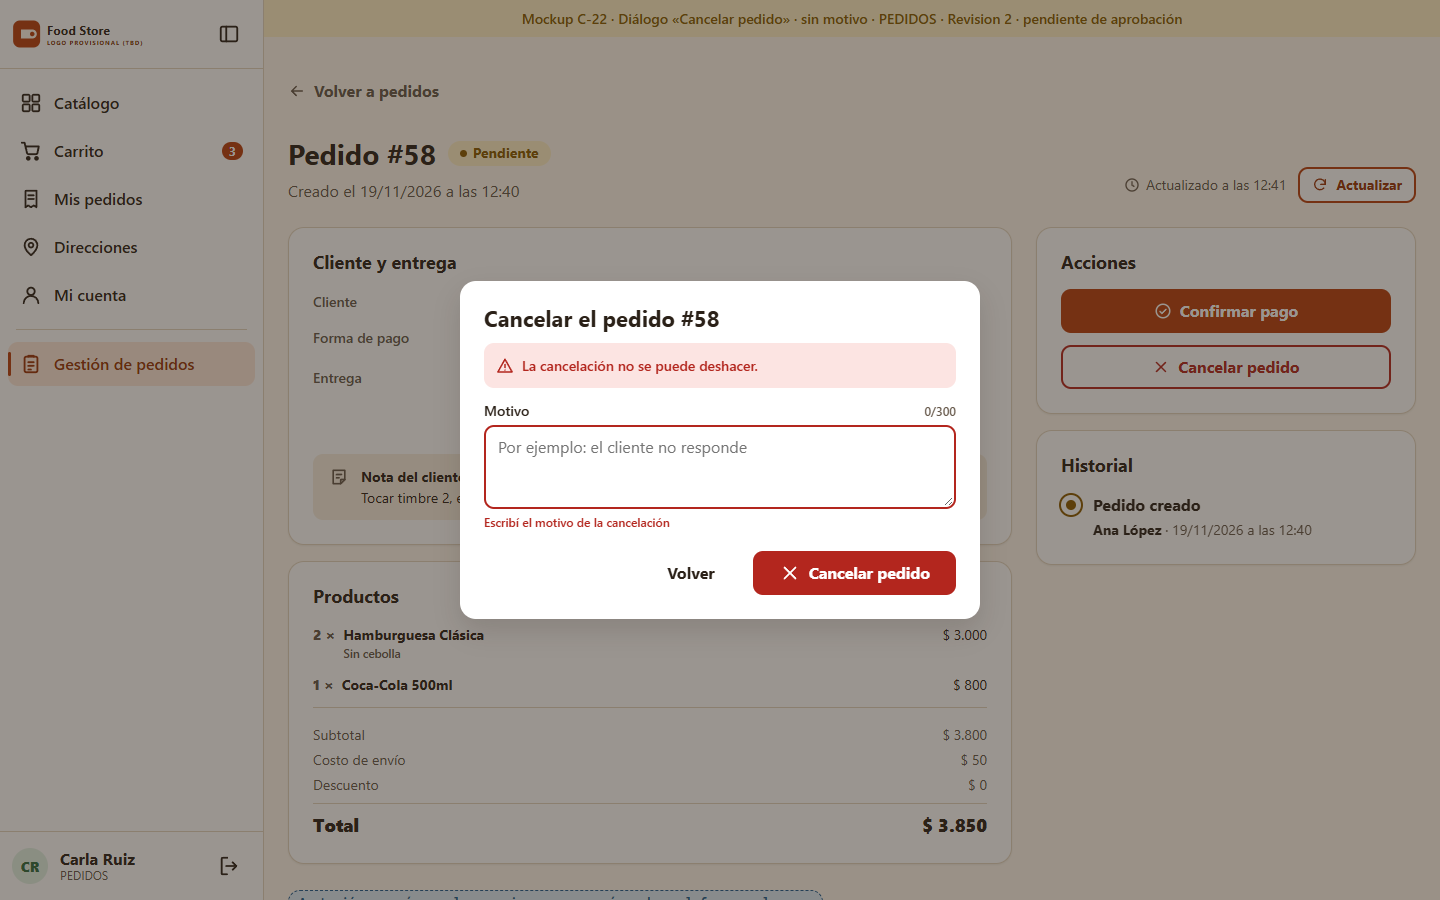 Food Store
LOGO PROVISIONAL (TBD)
Catálogo
Carrito 3
Mis pedidos
Direcciones
Mi cuenta
Gestión de pedidos
CR Carla Ruiz
PEDIDOS
Mockup C-22 · Diálogo «Cancelar pedido» · sin motivo · PEDIDOS · Revision 2 · pendiente de aprobación
Volver a pedidos
Pedido #58 Pendiente
Creado el 19/11/2026 a las 12:40
Actualizado a las 12:41 Actualizar
Cliente y entrega
Cliente
Forma de pago
Entrega
Nota del cliente
Tocar timbre 2,
Cancelar el pedido #58
La cancelación no se puede deshacer.
Motivo 0/300
Por ejemplo: el cliente no responde
Escribí el motivo de la cancelación
Volver Cancelar pedido
Productos
2 × Hamburguesa Clásica $ 3.000
Sin cebolla
1 × Coca-Cola 500ml $ 800
Subtotal $ 3.800
Costo de envío $ 50
Descuento $ 0
Total $ 3.850
Acciones
Confirmar pago
Cancelar pedido
Historial
Pedido creado
Ana López · 19/11/2026 a las 12:40